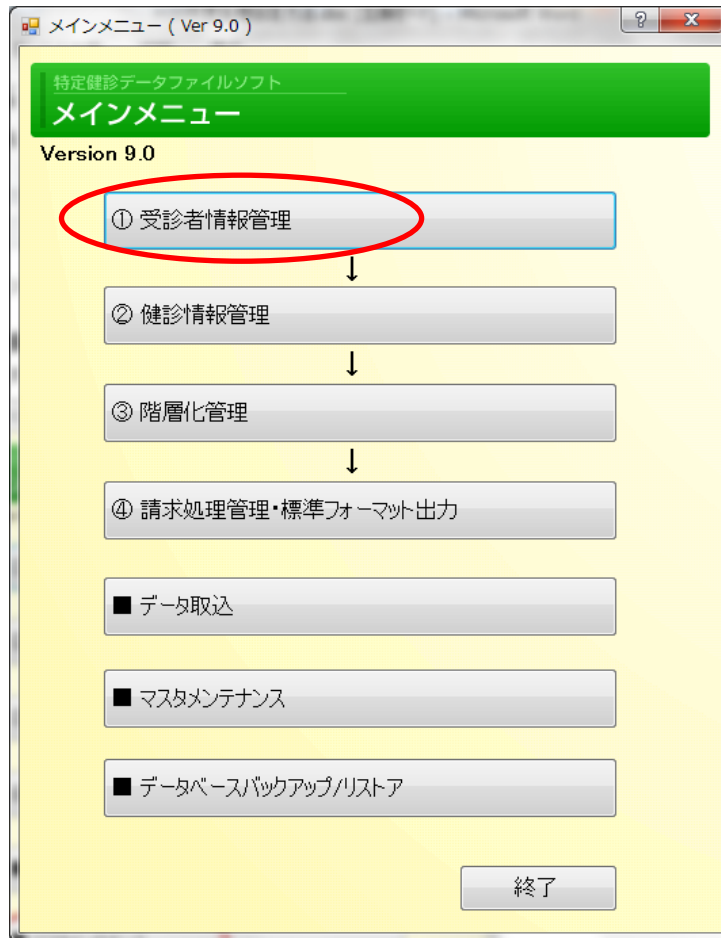 メインメニュー ( Ver 9.0 )
特定健診データファイルソフト
メインメニュー
Version 9.0
① 受診者情報管理
↓
② 健診情報管理
↓
③ 階層化管理
↓
④ 請求処理管理・標準フォーマット出力
■ データ取込
■ マスタメンテナンス
■ データベースバックアップ/リストア
終了